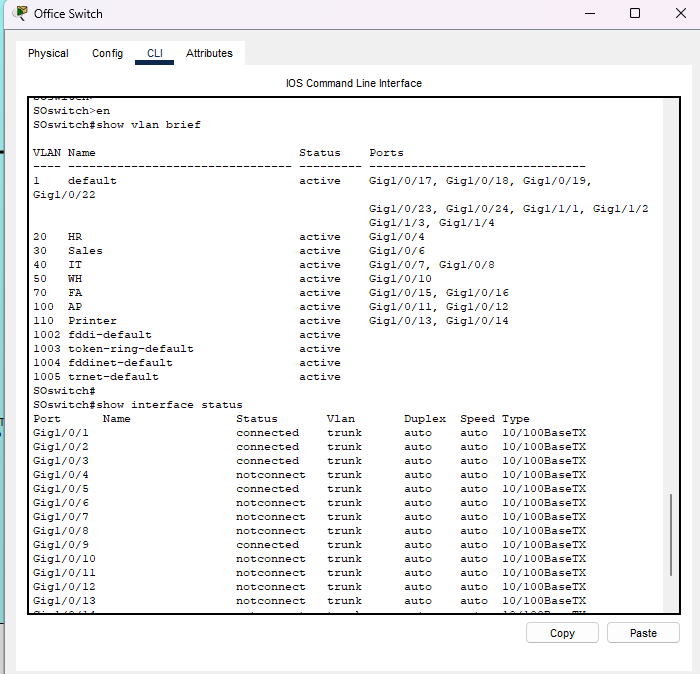 Office Switch
Physical Config CLI Attributes
IOS Command Line Interface
SOswitch>en
SOswitch#show vlan brief
VLAN Name Status Ports
---- -------------------------------- --------- -------------------------------
1 default active Gig1/0/17, Gig1/0/18, Gig1/0/19,
Gig1/0/22
Gig1/0/23, Gig1/0/24, Gig1/1/1, Gig1/1/2
Gig1/1/3, Gig1/1/4
20 HR active Gig1/0/4
30 Sales active Gig1/0/6
40 IT active Gig1/0/7, Gig1/0/8
50 WH active Gig1/0/10
70 FA active Gig1/0/15, Gig1/0/16
100 AP active Gig1/0/11, Gig1/0/12
110 Printer active Gig1/0/13, Gig1/0/14
1002 fddi-default active
1003 token-ring-default active
1004 fddinet-default active
1005 trnet-default active
SOswitch#
SOswitch#show interface status
Port Name Status Vlan Duplex Speed Type
Gig1/0/1 connected trunk auto auto 10/100BaseTX
Gig1/0/2 connected trunk auto auto 10/100BaseTX
Gig1/0/3 connected trunk auto auto 10/100BaseTX
Gig1/0/4 notconnect trunk auto auto 10/100BaseTX
Gig1/0/5 connected trunk auto auto 10/100BaseTX
Gig1/0/6 notconnect trunk auto auto 10/100BaseTX
Gig1/0/7 notconnect trunk auto auto 10/100BaseTX
Gig1/0/8 notconnect trunk auto auto 10/100BaseTX
Gig1/0/9 connected trunk auto auto 10/100BaseTX
Gig1/0/10 notconnect trunk auto auto 10/100BaseTX
Gig1/0/11 notconnect trunk auto auto 10/100BaseTX
Gig1/0/12 notconnect trunk auto auto 10/100BaseTX
Gig1/0/13 notconnect trunk auto auto 10/100BaseTX
Copy Paste